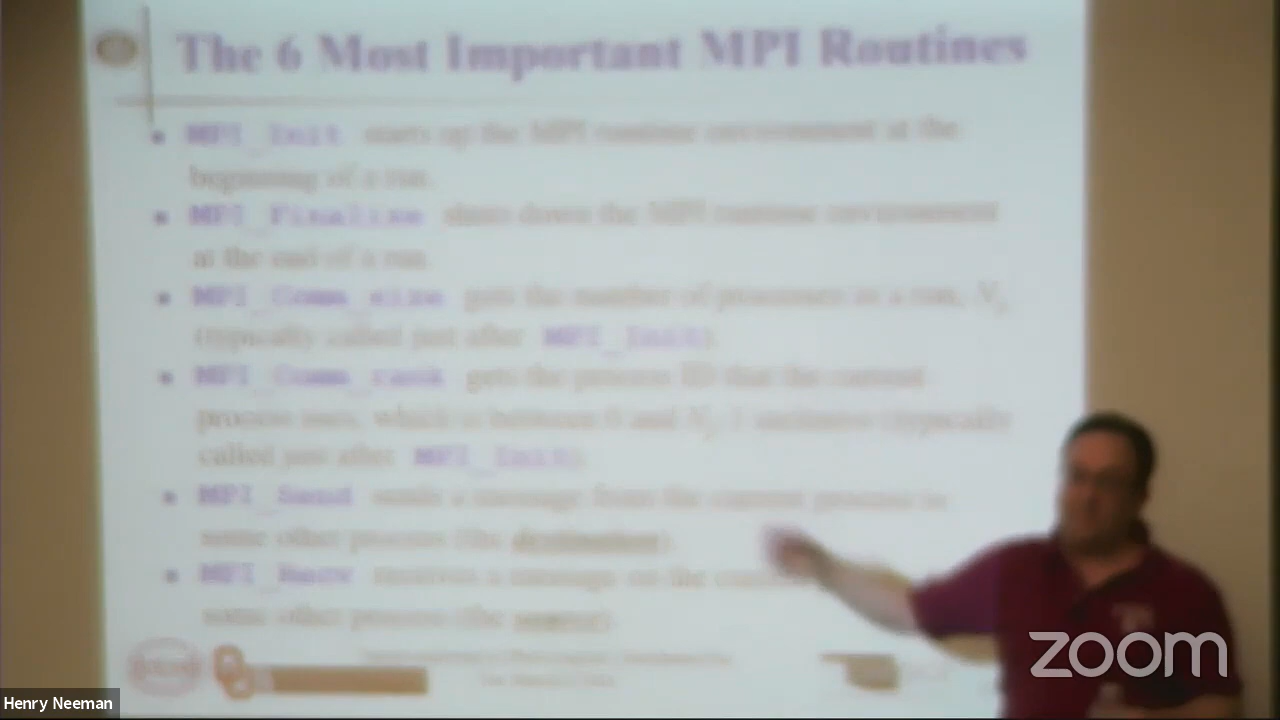 The 6 Most Important MPI Routines
• MPI_Init starts up the MPI runtime environment at the
beginning of a run.
• MPI_Finalize shuts down the MPI runtime environment
at the end of a run.
• MPI_Comm_size gets the number of processes in a run, Np
(typically called just after MPI_Init).
• MPI_Comm_rank gets the process ID that the current
process uses, which is between 0 and Np-1 inclusive (typically
called just after MPI_Init).
• MPI_Send sends a message from the current process to
some other process (the destination).
• MPI_Recv receives a message on the current
some other process (the source).
zoom
Henry Neeman